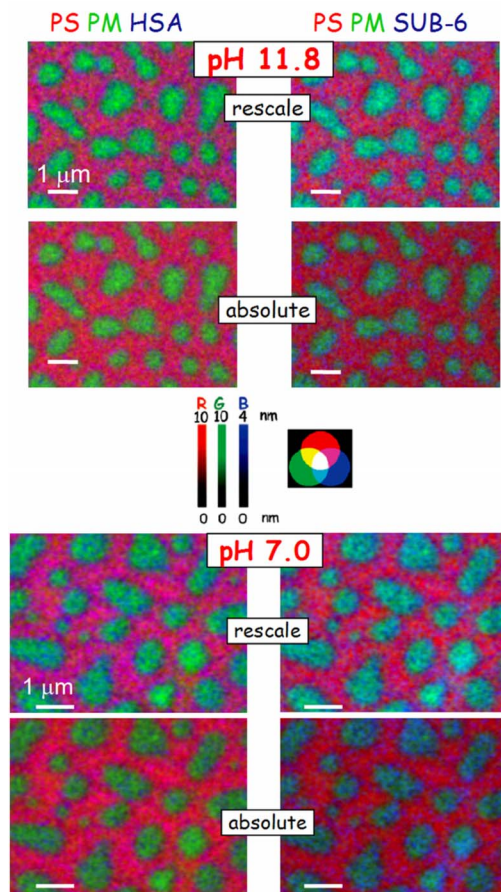 PS PM HSA PS PM SUB-6
pH 11.8
rescale
1 μm
absolute
R G B
10 10 4 nm
0 0 0 nm
pH 7.0
rescale
1 μm
absolute